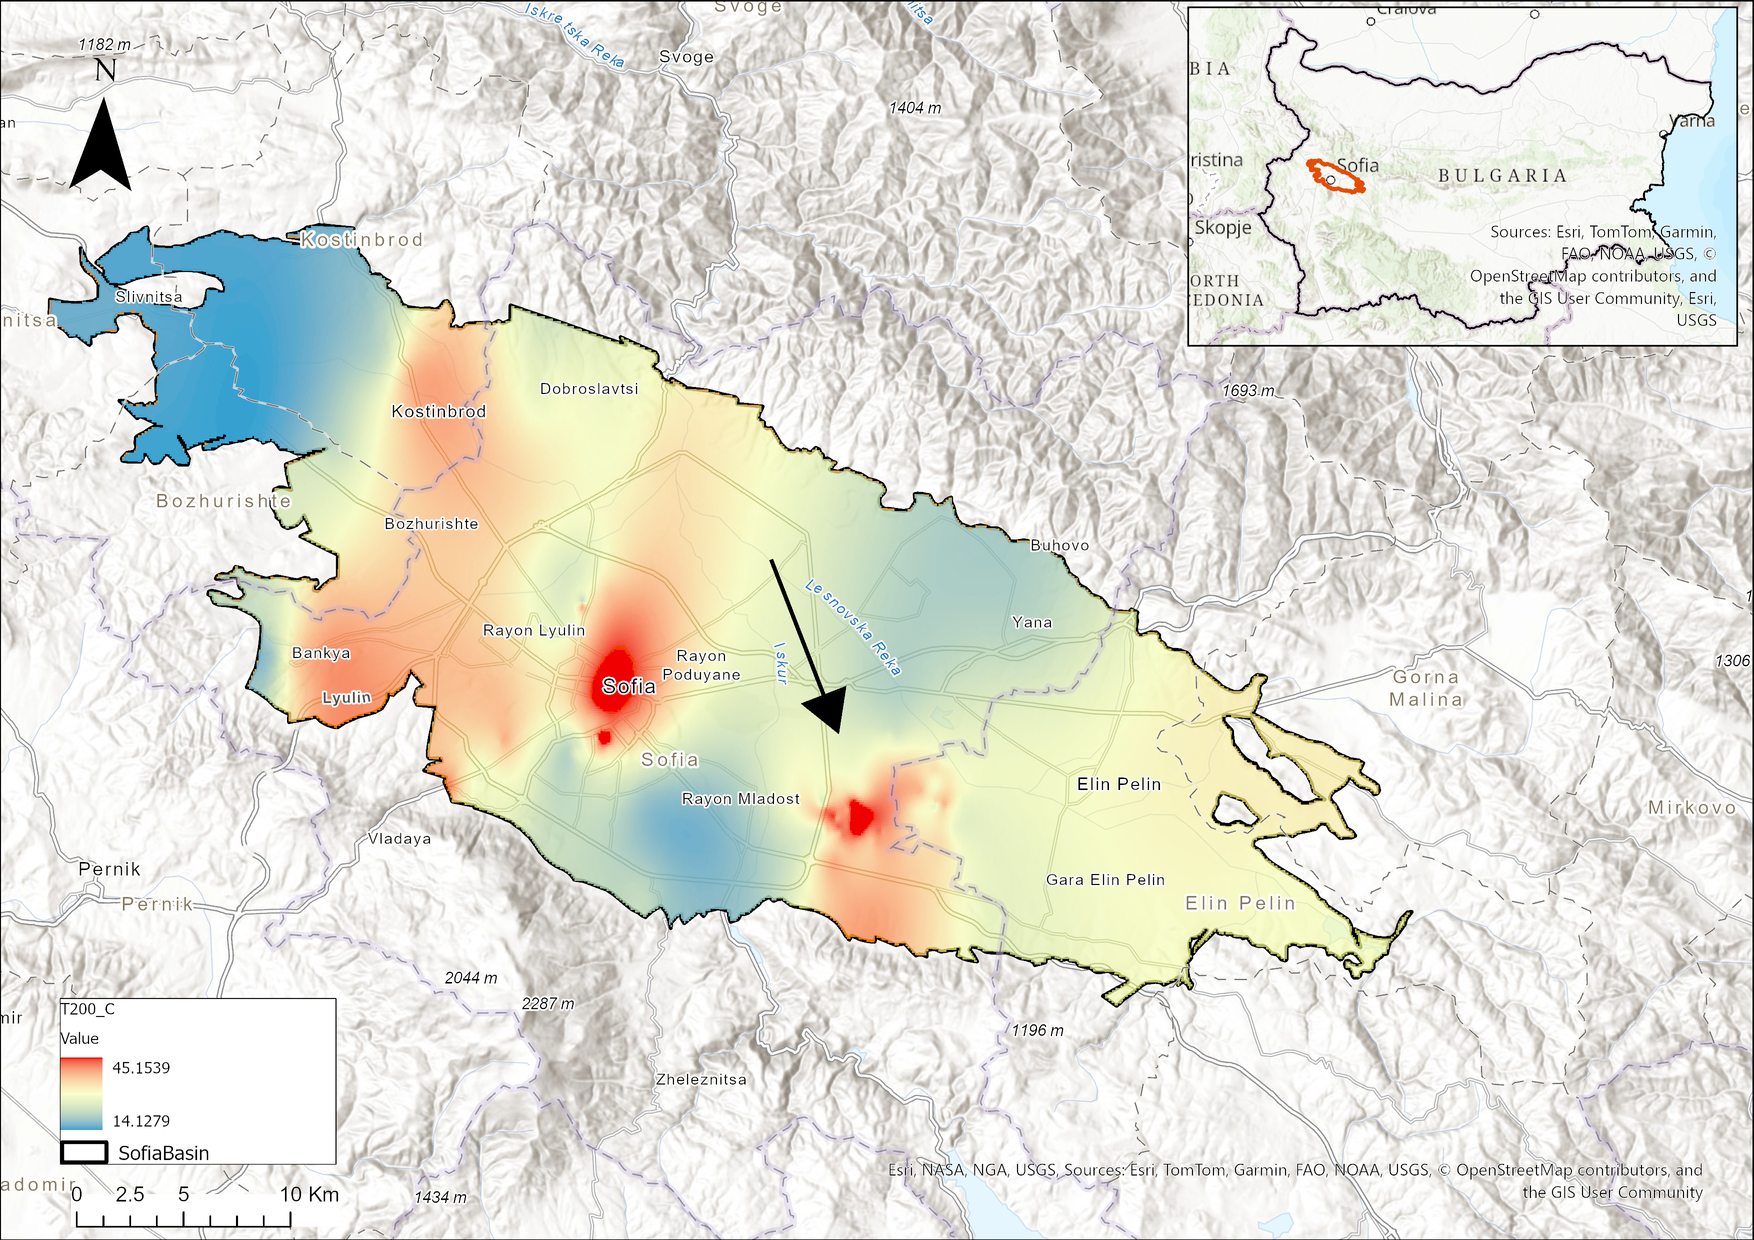 Svoge
Iskretska Reka
1182 m
N
Svoge
1404 m
Craiova
Varna
Sofia
BULGARIA
ristina
Skopje
ORTH
EDONIA
BIA
Sources: Esri, TomTom, Garmin,
FAO, NOAA, USGS, ©
OpenStreetMap contributors, and
the GIS User Community, Esri,
USGS
an
Kostinbrod
Slivnitsa
nitsa
1693 m
Dobroslavtsi
Kostinbrod
Bozhurishte
Bozhurishte
Buhovo
Lesnovska Reka
Yana
Rayon Lyulin
Iskur
Bankya
Rayon
Poduyane
Sofia
Lyulin
1306
Gorna
Malina
Sofia
Elin Pelin
Rayon Mladost
Mirkovo
Vladaya
Pernik
Pernik
Gara Elin Pelin
Elin Pelin
2044 m
2287 m
1196 m
mir
T200_C
Value
45.1539
14.1279
SofiaBasin
Zheleznitsa
adomir
1434 m
0 2.5 5 10 Km
Esri, NASA, NGA, USGS, Sources: Esri, TomTom, Garmin, FAO, NOAA, USGS, © OpenStreetMap contributors, and
the GIS User Community